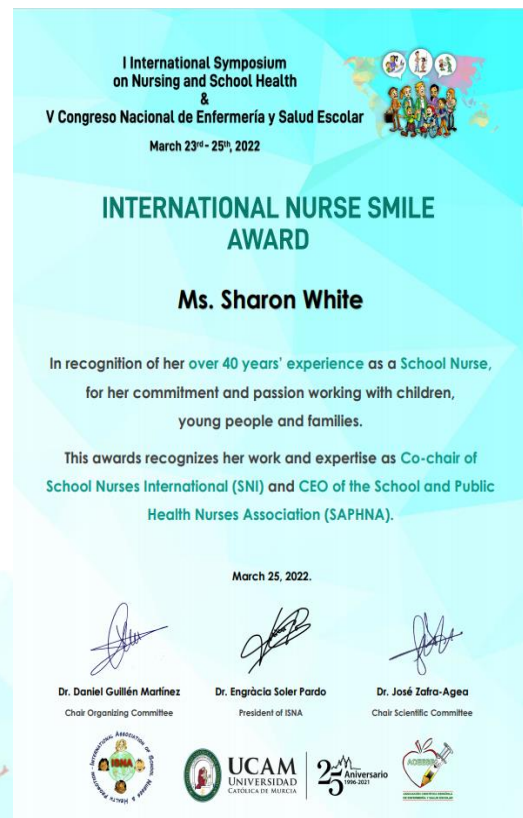 I International Symposium
on Nursing and School Health
&
V Congreso Nacional de Enfermería y Salud Escolar
March 23rd - 25th, 2022
INTERNATIONAL NURSE SMILE
AWARD
Ms. Sharon White
In recognition of her over 40 years' experience as a School Nurse,
for her commitment and passion working with children,
young people and families.
This awards recognizes her work and expertise as Co-chair of
School Nurses International (SNI) and CEO of the School and Public
Health Nurses Association (SAPHNA).
March 25, 2022.
Dr. Daniel Guillén Martínez
Chair Organizing Committee
Dr. Engràcia Soler Pardo
President of ISNA
Dr. José Zafra-Agea
Chair Scientific Committee
ISNA
UCAM
UNIVERSIDAD
CATÓLICA DE MURCIA
25 Aniversario
1996-2021